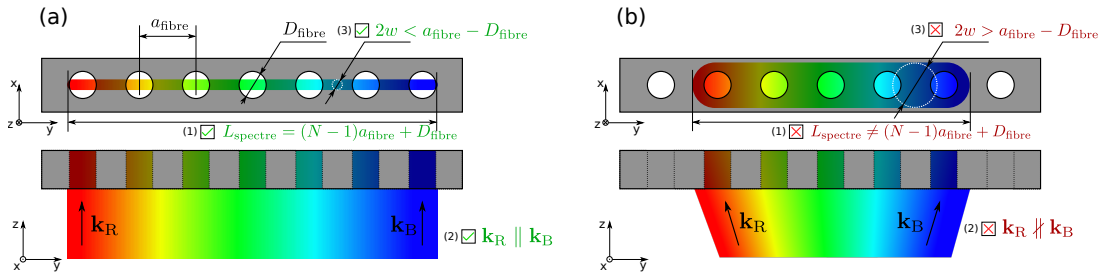 (a)
a_fibre
D_fibre
(3) ☑ 2w < a_fibre − D_fibre
x
z
y
(1) ☑ L_spectre = (N − 1)a_fibre + D_fibre
k_R
k_B
z
x
y
(2) ☑ k_R ∥ k_B
(b)
(3) ☒ 2w > a_fibre − D_fibre
x
z
y
(1) ☒ L_spectre ≠ (N − 1)a_fibre + D_fibre
k_R
k_B
z
x
y
(2) ☒ k_R ∦ k_B